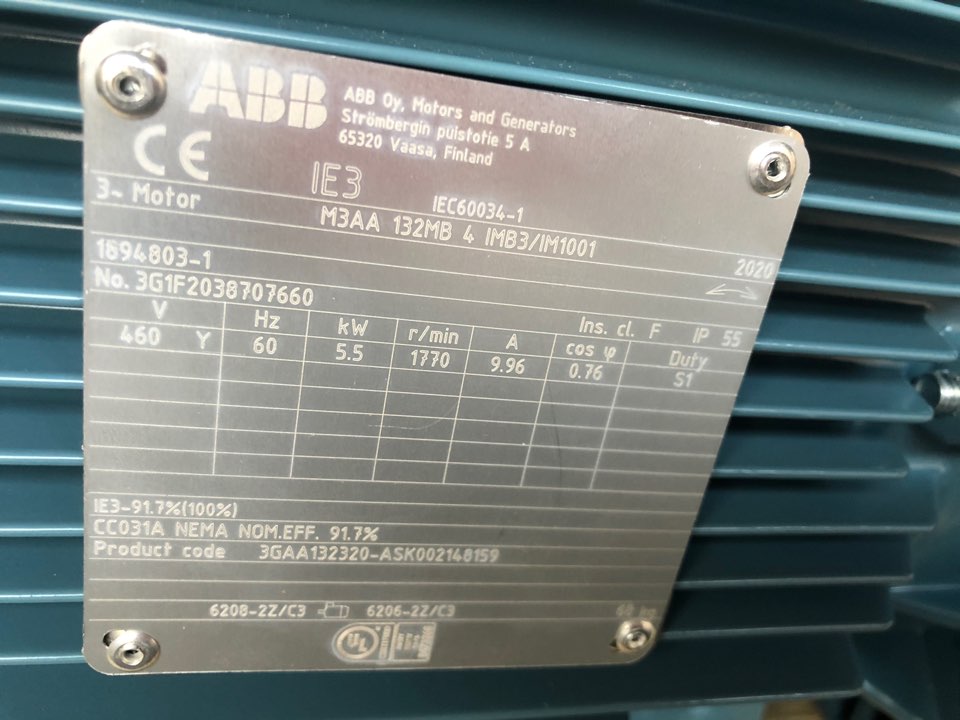 ABB
ABB Oy, Motors and Generators
Strömbergin puistotie 5 A
65320 Vaasa, Finland
CE
IE3
3~ Motor
IEC60034-1
M3AA 132MB 4 IMB3/IM1001
1694803-1
2020
No. 3G1F2038707660
Ins. cl. F IP 55
V Hz kW r/min A cos φ Duty
460 Y 60 5.5 1770 9.96 0.76 S1
IE3-91.7%(100%)
CC031A NEMA NOM.EFF. 91.7%
Product code 3GAA132320-ASK002148159
6208-2Z/C3 6206-2Z/C3 68 kg
UL